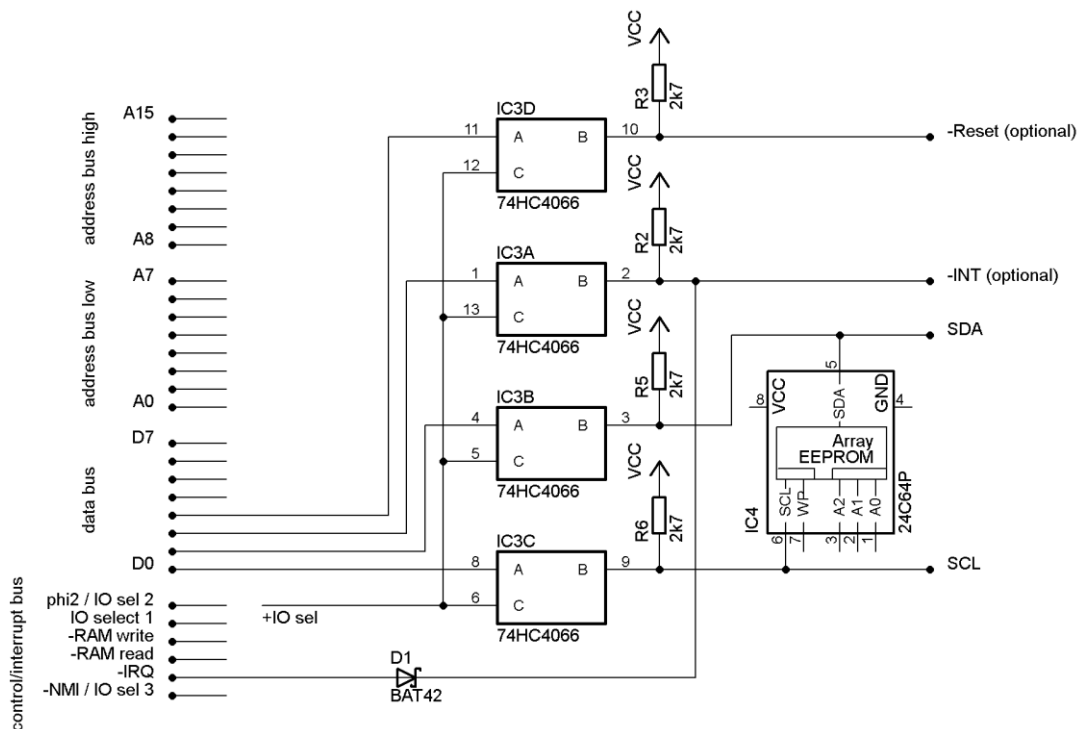 VCC
R3
2k7
IC3D
11
A
B
10
12
C
74HC4066
-Reset (optional)
VCC
R2
2k7
IC3A
1
A
B
2
13
C
74HC4066
-INT (optional)
VCC
R5
2k7
SDA
IC3B
4
A
B
3
5
C
74HC4066
VCC
R6
2k7
IC3C
8
A
B
9
6
C
74HC4066
SCL
5
8
VCC
SDA
GND
4
Array
EEPROM
SCL
WP
A2
A1
A0
IC4
24C64P
6
7
3
2
1
address bus high
A15
A8
address bus low
A7
A0
data bus
D7
D0
control/interrupt bus
phi2 / IO sel 2
+IO sel
IO select 1
-RAM write
-RAM read
-IRQ
-NMI / IO sel 3
D1
BAT42